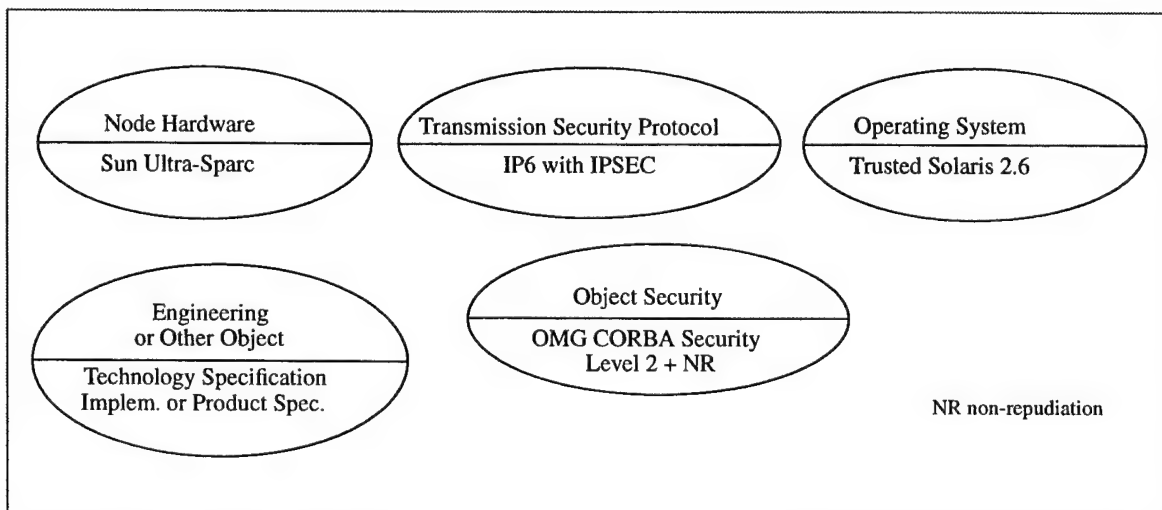 Node Hardware
Sun Ultra-Sparc
Transmission Security Protocol
IP6 with IPSEC
Operating System
Trusted Solaris 2.6
Engineering
or Other Object
Technology Specification
Implem. or Product Spec.
Object Security
OMG CORBA Security
Level 2 + NR
NR non-repudiation